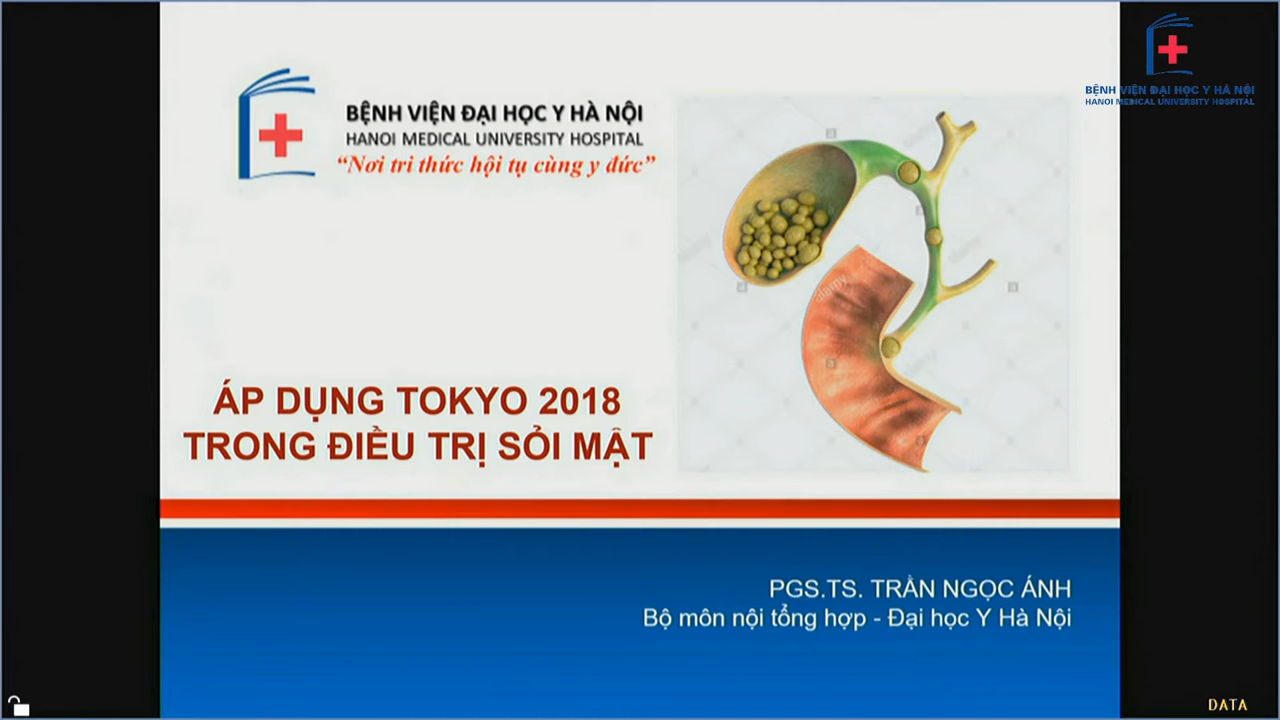 BỆNH VIỆN ĐẠI HỌC Y HÀ NỘI
HANOI MEDICAL UNIVERSITY HOSPITAL
BỆNH VIỆN ĐẠI HỌC Y HÀ NỘI
HANOI MEDICAL UNIVERSITY HOSPITAL
“Nơi tri thức hội tụ cùng y đức”
alamy
ÁP DỤNG TOKYO 2018
TRONG ĐIỀU TRỊ SỎI MẬT
PGS.TS. TRẦN NGỌC ÁNH
Bộ môn nội tổng hợp - Đại học Y Hà Nội
DATA